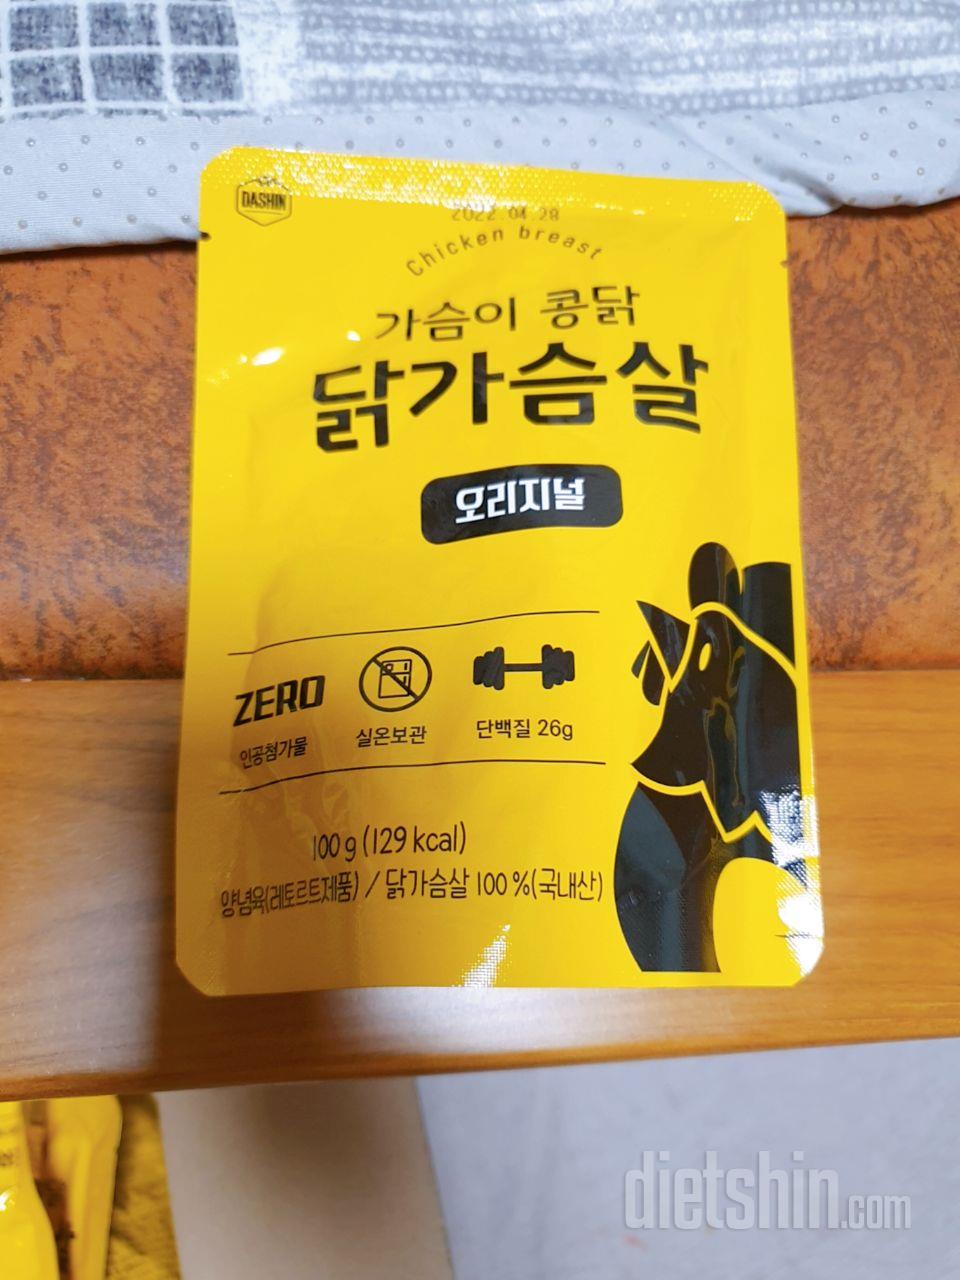 DASHIN
2022.04.28
Chicken breast
가슴이 콩닭
닭가슴살
오리지널
ZERO
인공첨가물
실온보관
단백질 26g
100 g (129 kcal)
양념육(레토르트제품) / 닭가슴살 100 %(국내산)
dietshin.com